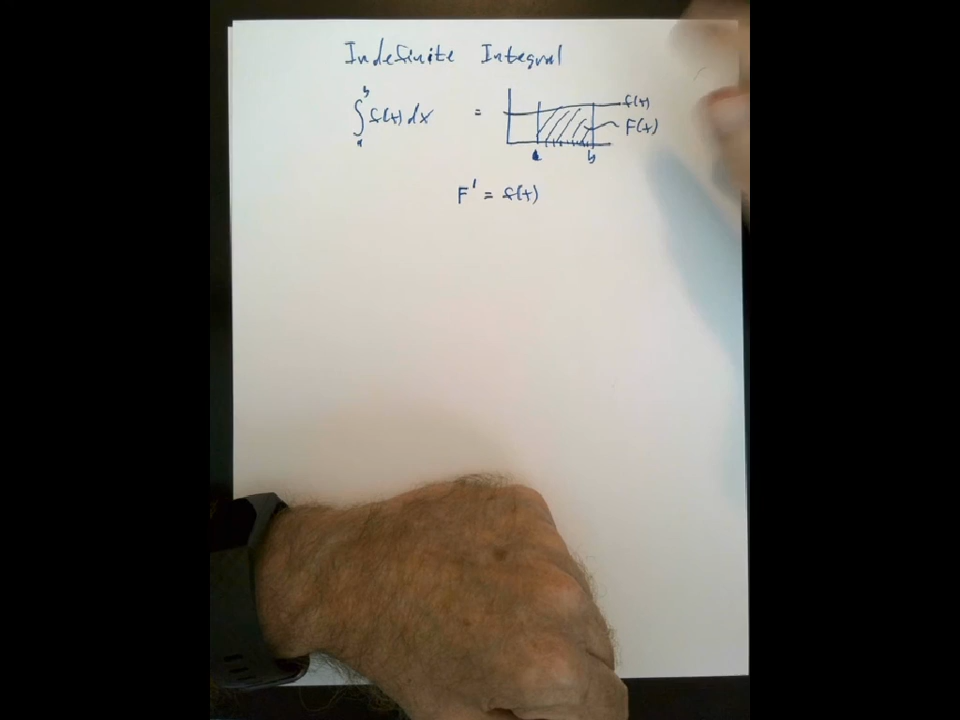 Indefinite Integral
∫ₐᵇ f(x) dx = f(x)
F(x)
a b
F' = f(x)